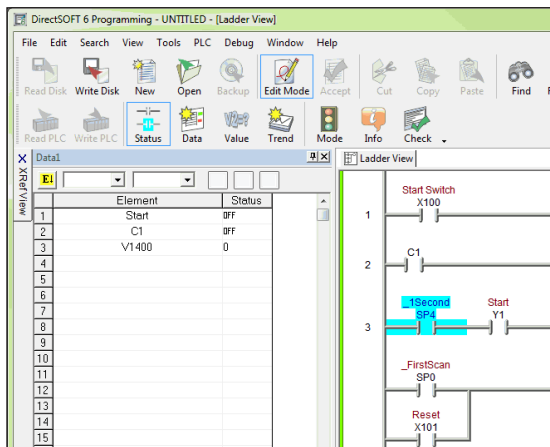 DirectSOFT 6 Programming - UNTITLED - [Ladder View]
File Edit Search View Tools PLC Debug Window Help
Read Disk Write Disk New Open Backup Edit Mode Accept Cut Copy Paste Find
Read PLC Write PLC Status Data Value Trend Mode Info Check
X XRef View
Data1
Ladder View
Element Status
1 Start OFF
2 C1 OFF
3 V1400 0
4
5
6
7
8
9
10
11
12
13
14
15
Start Switch
X100
1
C1
2
_1Second Start
SP4 Y1
3
_FirstScan
SP0
Reset
X101